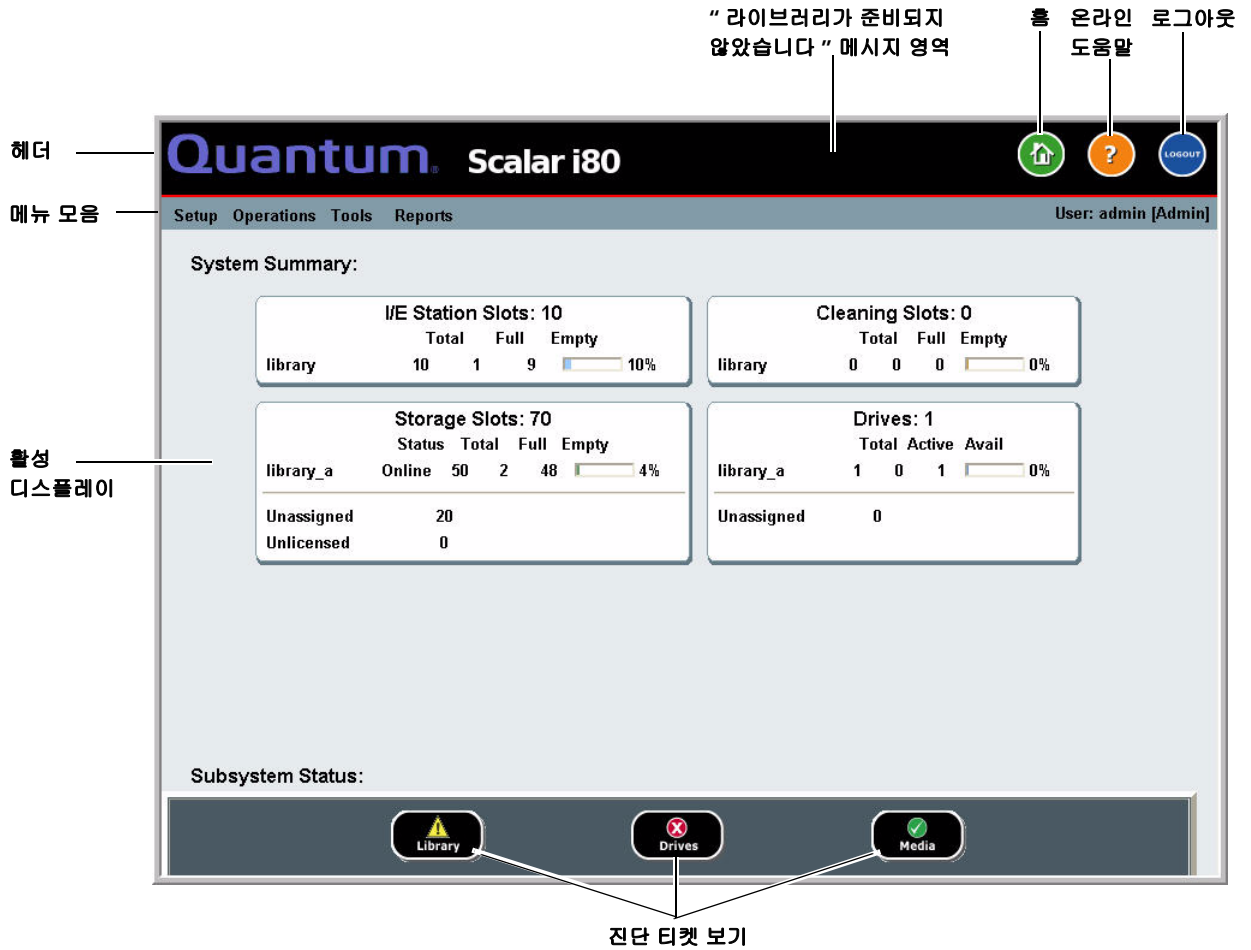 “ 라이브러리가 준비되지
않았습니다 ” 메시지 영역
홈
온라인
도움말
로그아웃
헤더
Quantum. Scalar i80
?
LOGOUT
메뉴 모음
Setup Operations Tools Reports
User: admin [Admin]
System Summary:
I/E Station Slots: 10
Total Full Empty
library 10 1 9 10%
Cleaning Slots: 0
Total Full Empty
library 0 0 0 0%
활성
디스플레이
Storage Slots: 70
Status Total Full Empty
library_a Online 50 2 48 4%
Unassigned 20
Unlicensed 0
Drives: 1
Total Active Avail
library_a 1 0 1 0%
Unassigned 0
Subsystem Status:
Library
Drives
Media
진단 티켓 보기